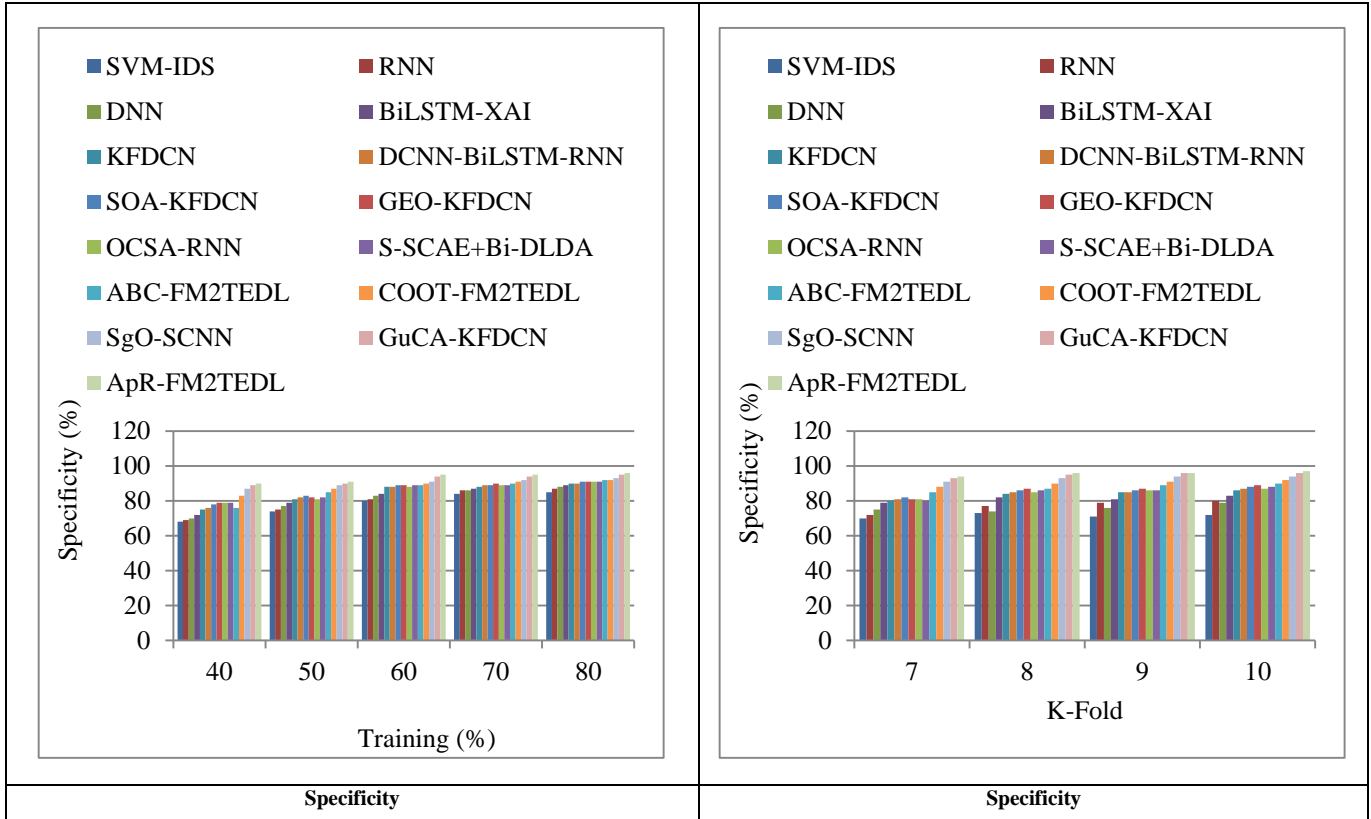 SVM-IDS RNN
DNN BiLSTM-XAI
KFDCN DCNN-BiLSTM-RNN
SOA-KFDCN GEO-KFDCN
OCSA-RNN S-SCAE+Bi-DLDA
ABC-FM2TEDL COOT-FM2TEDL
SgO-SCNN GuCA-KFDCN
ApR-FM2TEDL
Specificity (%)
120
100
80
60
40
20
0
40 50 60 70 80
Training (%)
Specificity
SVM-IDS RNN
DNN BiLSTM-XAI
KFDCN DCNN-BiLSTM-RNN
SOA-KFDCN GEO-KFDCN
OCSA-RNN S-SCAE+Bi-DLDA
ABC-FM2TEDL COOT-FM2TEDL
SgO-SCNN GuCA-KFDCN
ApR-FM2TEDL
Specificity (%)
120
100
80
60
40
20
0
7 8 9 10
K-Fold
Specificity